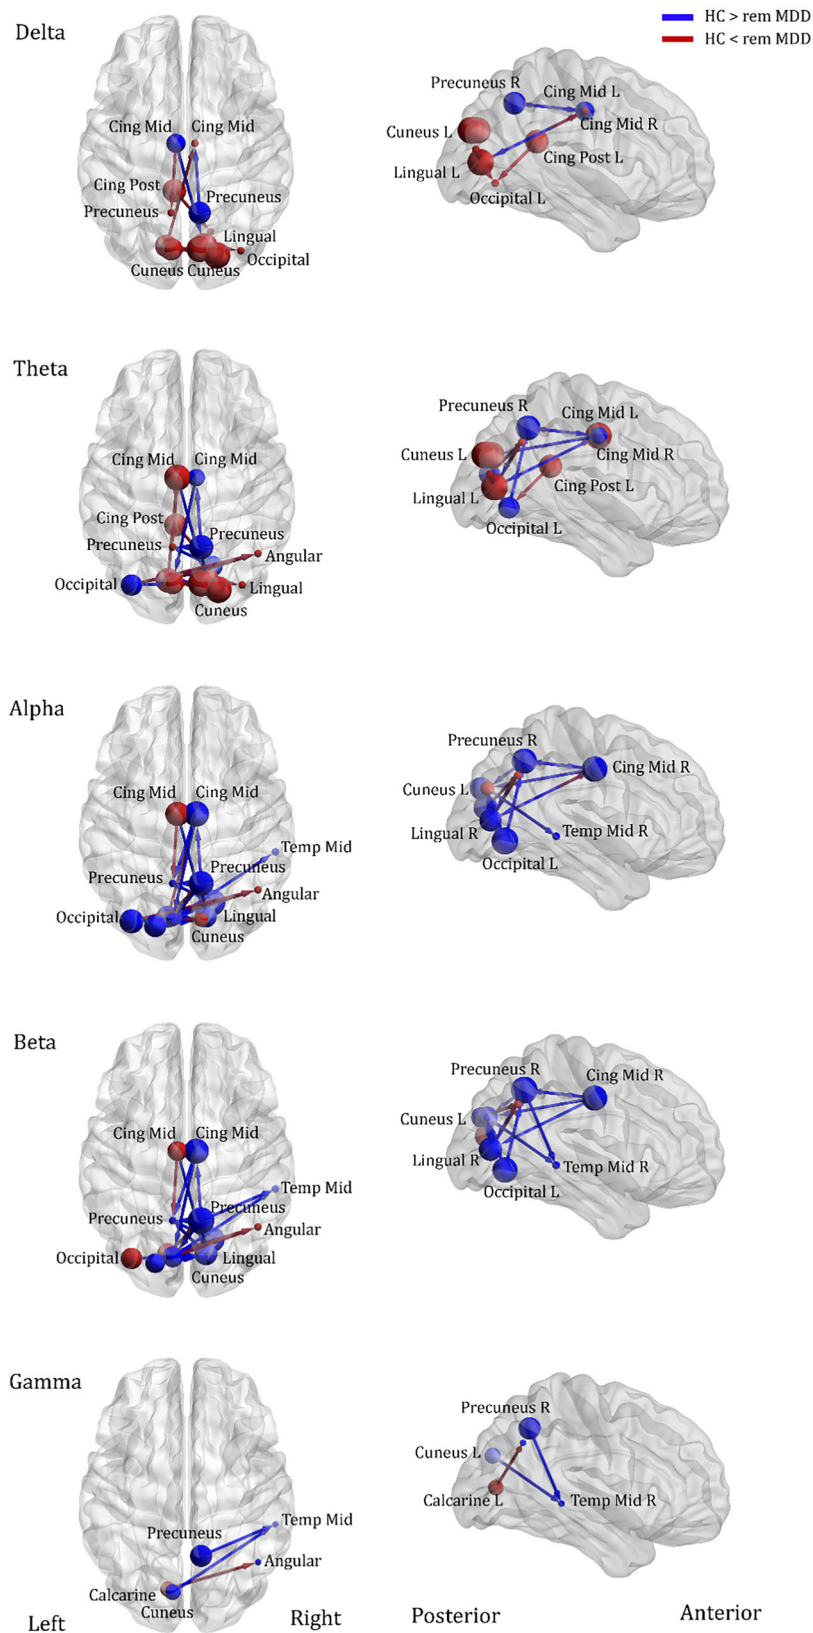 Delta
HC > rem MDD
HC < rem MDD
Cing Mid
Cing Mid
Cing Post
Precuneus
Precuneus
Lingual
Occipital
Cuneus
Cuneus
Precuneus R
Cing Mid L
Cing Mid R
Cuneus L
Cing Post L
Lingual L
Occipital L
Theta
Cing Mid
Cing Mid
Cing Post
Precuneus
Precuneus
Angular
Occipital
Lingual
Cuneus
Precuneus R
Cing Mid L
Cing Mid R
Cuneus L
Cing Post L
Lingual L
Occipital L
Alpha
Cing Mid
Cing Mid
Temp Mid
Precuneus
Precuneus
Angular
Occipital
Lingual
Cuneus
Precuneus R
Cing Mid R
Cuneus L
Lingual R
Temp Mid R
Occipital L
Beta
Cing Mid
Cing Mid
Temp Mid
Precuneus
Precuneus
Angular
Occipital
Lingual
Cuneus
Precuneus R
Cing Mid R
Cuneus L
Lingual R
Temp Mid R
Occipital L
Gamma
Temp Mid
Precuneus
Angular
Calcarine
Cuneus
Precuneus R
Cuneus L
Calcarine L
Temp Mid R
Left
Right
Posterior
Anterior